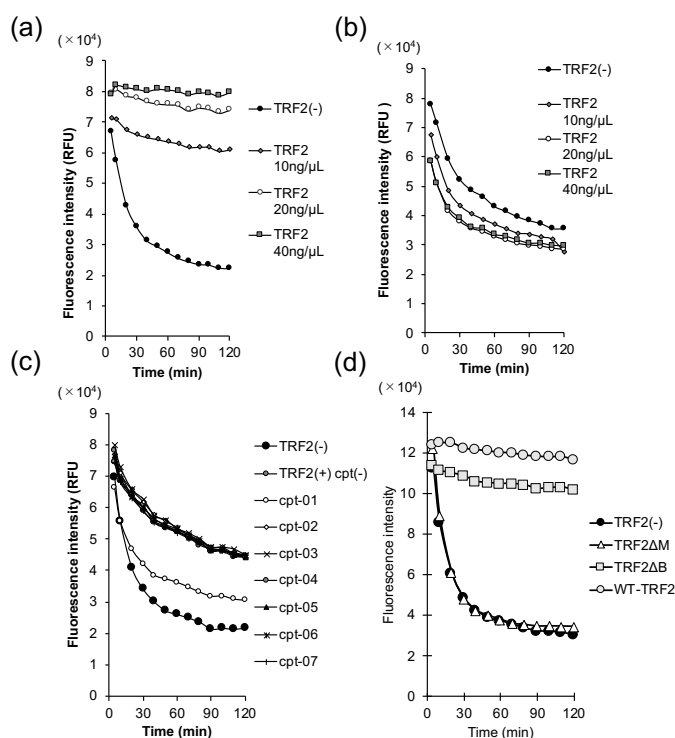 (a)
(×10⁴)
Fluorescence intensity (RFU)
9
8
7
6
5
4
3
2
1
0
0 30 60 90 120
Time (min)
TRF2(-)
TRF2
10ng/μL
TRF2
20ng/μL
TRF2
40ng/μL
(b)
(×10⁴)
Fluorescence intensity (RFU )
9
8
7
6
5
4
3
2
1
0
0 30 60 90 120
Time (min)
TRF2(-)
TRF2
10ng/μL
TRF2
20ng/μL
TRF2
40ng/μL
(c)
(×10⁴)
Fluorescence intensity (RFU
9
8
7
6
5
4
3
2
1
0
0 30 60 90 120
Time (min)
TRF2(-)
TRF2(+) cpt(-)
cpt-01
cpt-02
cpt-03
cpt-04
cpt-05
cpt-06
cpt-07
(d)
(×10⁴)
Fluorescence intensity
14
12
10
8
6
4
2
0
0 30 60 90 120
Time (min)
TRF2(-)
TRF2ΔM
TRF2ΔB
WT-TRF2